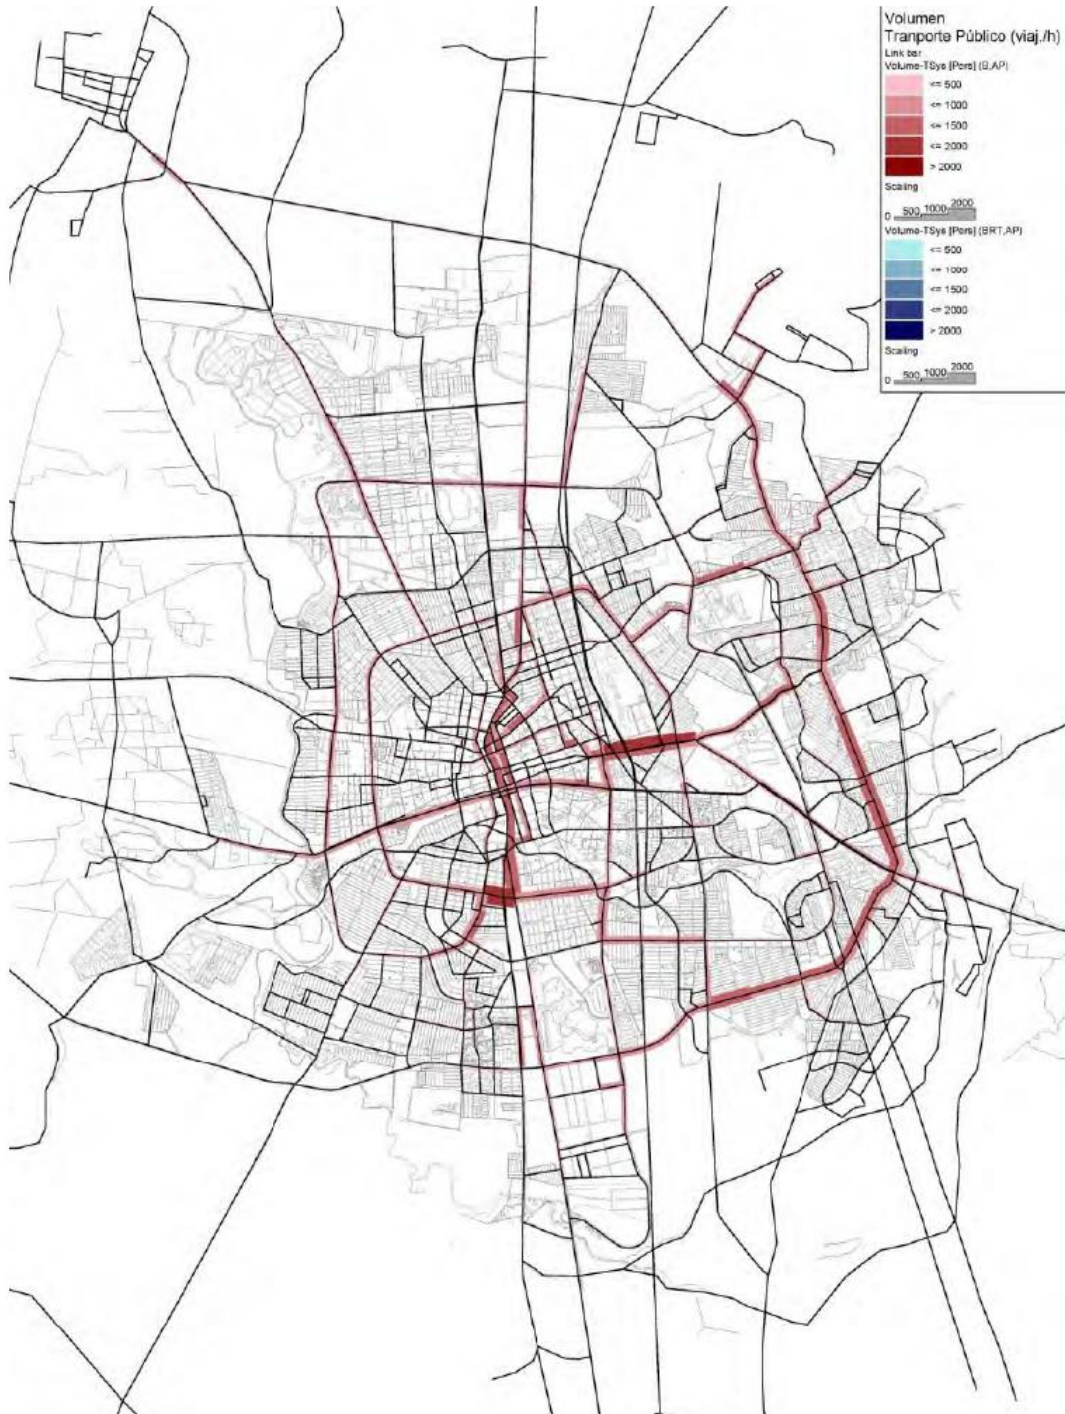 Volumen
Tranporte Público (viaj./h)
Link bar
Volume-TSys [Pers] (B,AP)
<= 500
<= 1000
<= 1500
<= 2000
> 2000
Scaling
0 500 1000 2000
Volume-TSys [Pers] (BRT,AP)
<= 500
<= 1000
<= 1500
<= 2000
> 2000
Scaling
0 500 1000 2000